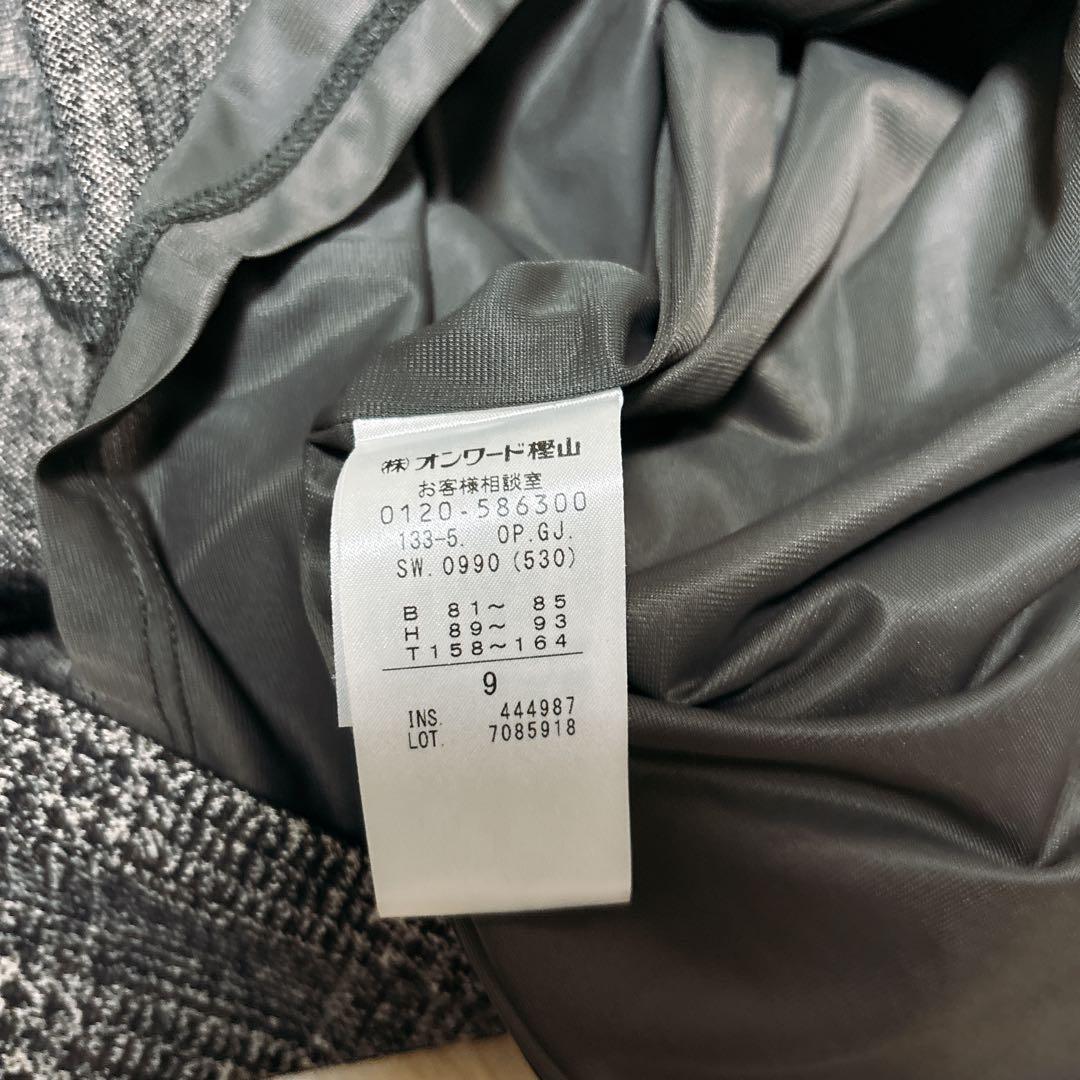 (株)オンワード樫山
お客様相談室
0120-586300
133-5. OP.GJ.
SW.0990(530)
B 81〜 85
H 89〜 93
T158〜164
9
INS. 444987
LOT. 7085918